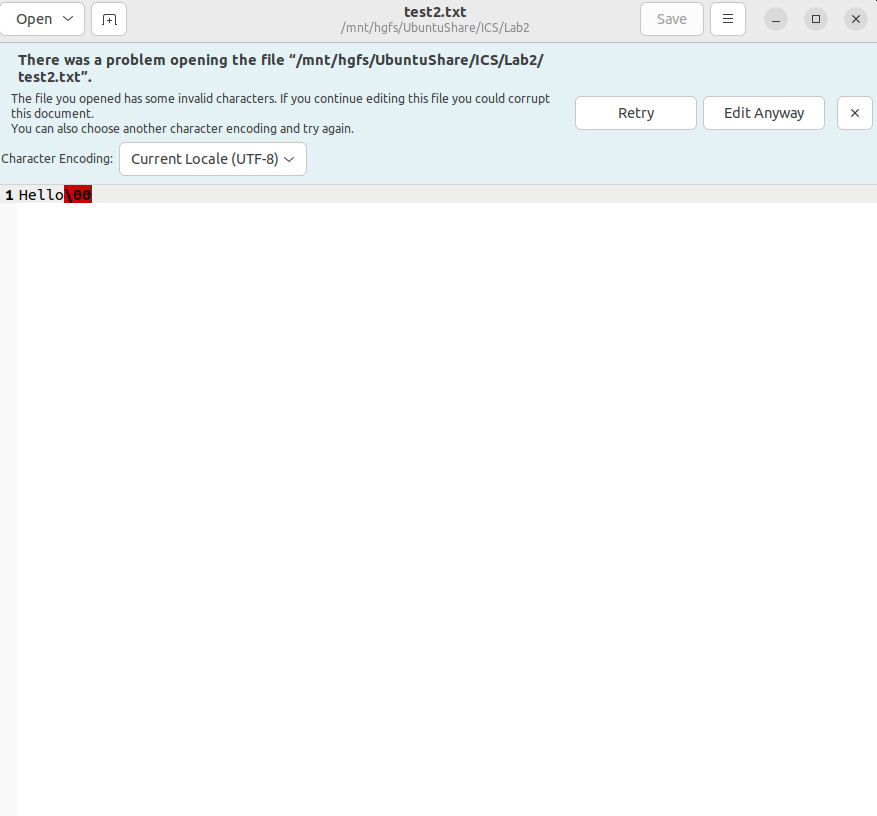 Open
test2.txt
/mnt/hgfs/UbuntuShare/ICS/Lab2
Save
There was a problem opening the file “/mnt/hgfs/UbuntuShare/ICS/Lab2/
test2.txt”.
The file you opened has some invalid characters. If you continue editing this file you could corrupt
this document.
You can also choose another character encoding and try again.
Retry
Edit Anyway
Character Encoding: Current Locale (UTF-8)
1 Hello\00